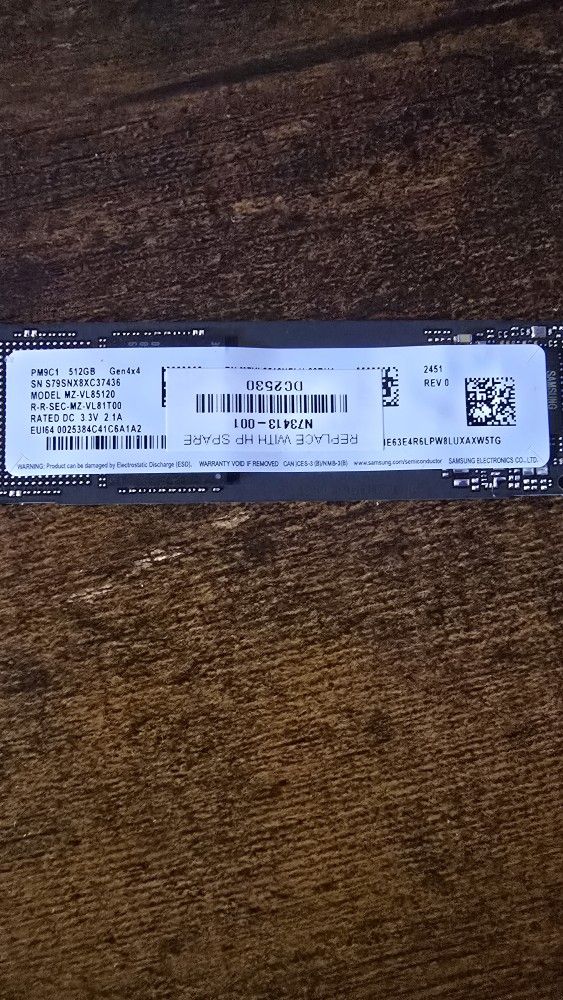 PM9C1 512GB Gen4x4
SN S79SNX8XC37436
MODEL MZ-VL85120
R-R-SEC-MZ-VL81T00
RATED DC 3.3V 2.1A
EUI64 0025384C41C6A1A2
REPLACE WITH HP SPARE
N73413-001
DC2530
2451
REV 0
E63E4R6LPW8LUXAXW5TG
SAMSUNG
WARNING: Product can be damaged by Electrostatic Discharge (ESD). WARRANTY VOID IF REMOVED CAN ICES-3 (B)/NMB-3(B) www.samsung.com/semiconductor SAMSUNG ELECTRONICS CO., LTD.